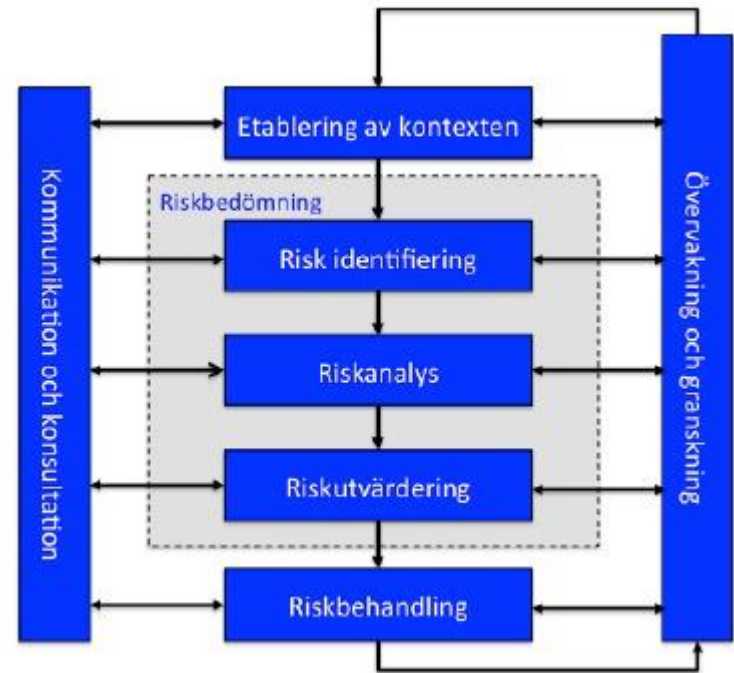 Etablering av kontexten
Riskbedömning
Risk identifiering
Riskanalys
Riskutvärdering
Riskbehandling
Kommunikation och konsultation
Övervakning och granskning